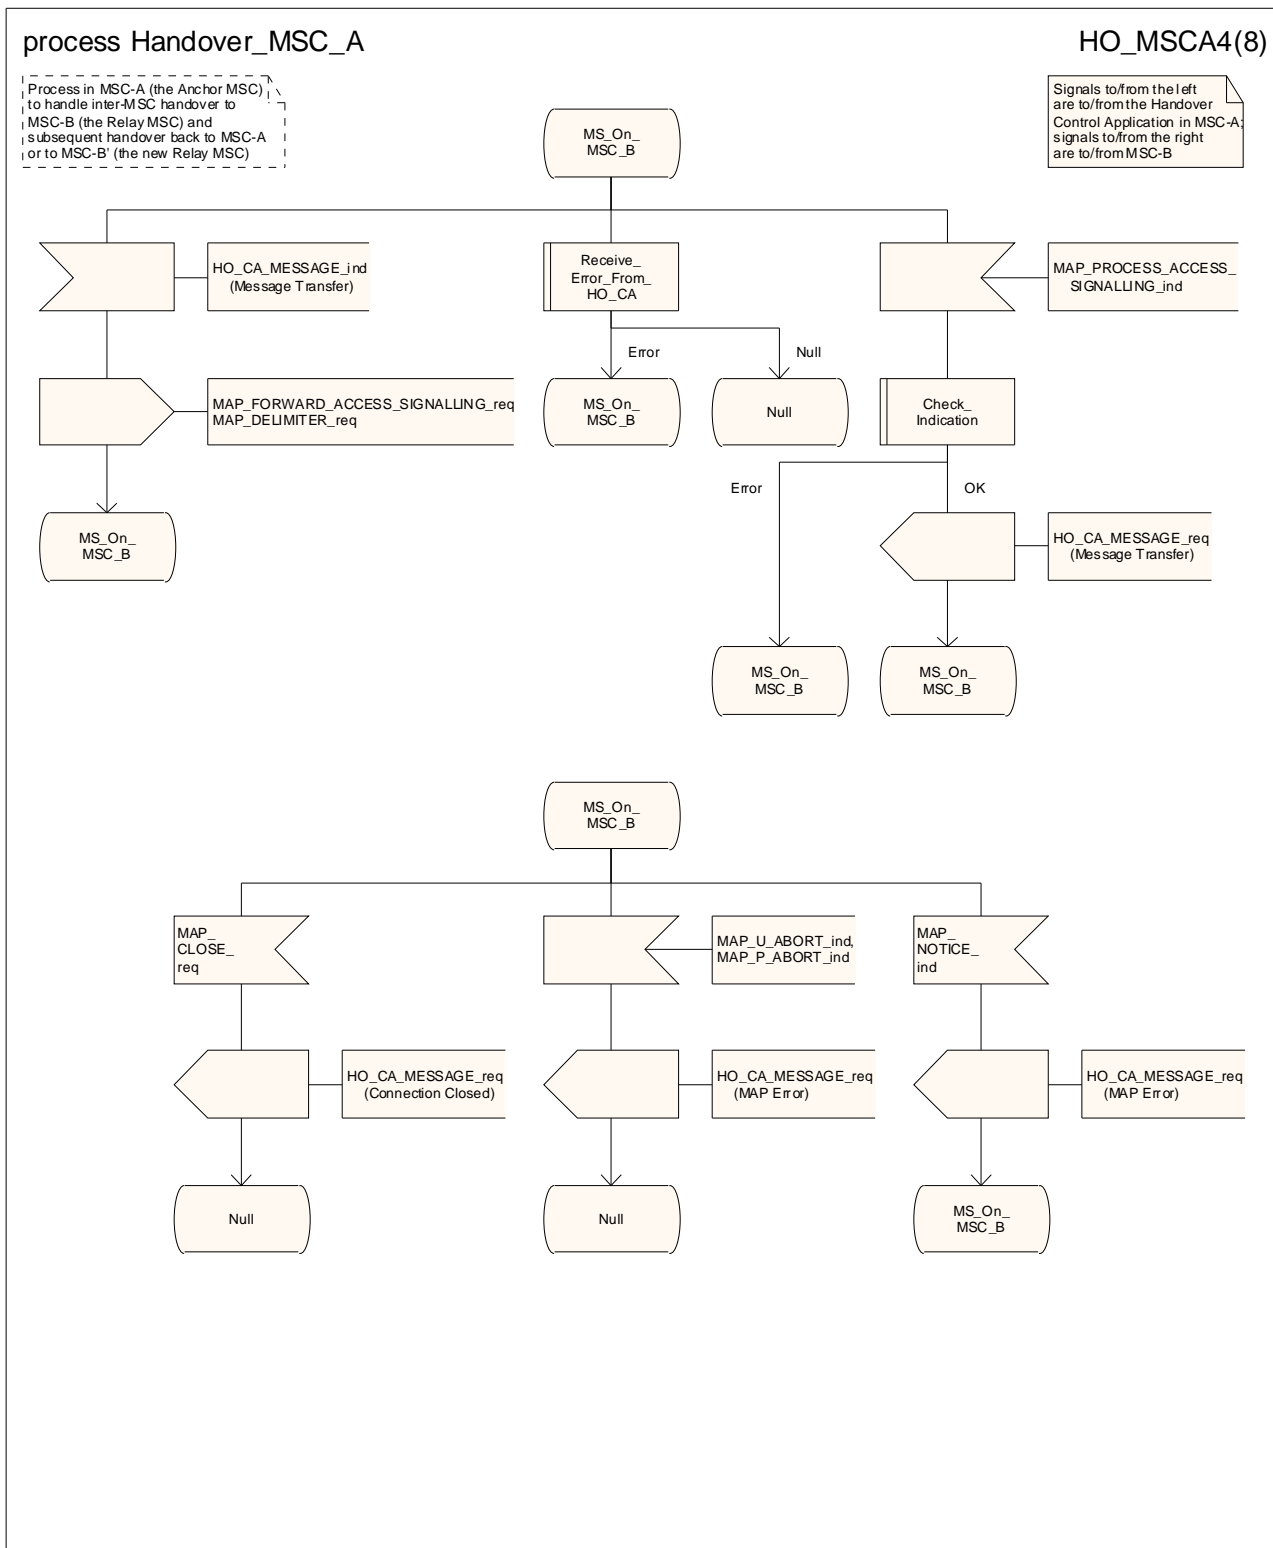 process Handover_MSC_A
HO_MSCA4(8)
Process in MSC-A (the Anchor MSC)
to handle inter-MSC handover to
MSC-B (the Relay MSC) and
subsequent handover back to MSC-A
or to MSC-B' (the new Relay MSC)
Signals to/from the left
are to/from the Handover
Control Application in MSC-A;
signals to/from the right
are to/from MSC-B
MS_On_
MSC_B
HO_CA_MESSAGE_ind
(Message Transfer)
Receive_
Error_From_
HO_CA
MAP_PROCESS_ACCESS_
SIGNALLING_ind
Error
Null
MAP_FORWARD_ACCESS_SIGNALLING_req
MAP_DELIMITER_req
MS_On_
MSC_B
Null
Check_
Indication
Error
OK
MS_On_
MSC_B
HO_CA_MESSAGE_req
(Message Transfer)
MS_On_
MSC_B
MS_On_
MSC_B
MS_On_
MSC_B
MAP_
CLOSE_
req
MAP_U_ABORT_ind,
MAP_P_ABORT_ind
MAP_
NOTICE_
ind
HO_CA_MESSAGE_req
(Connection Closed)
HO_CA_MESSAGE_req
(MAP Error)
HO_CA_MESSAGE_req
(MAP Error)
Null
Null
MS_On_
MSC_B